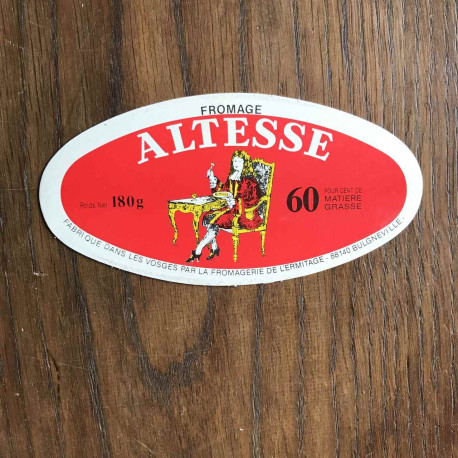 FROMAGE
ALTESSE
Poids Net 180g
60 POUR CENT DE
MATIERE
GRASSE
FABRIQUE DANS LES VOSGES PAR LA FROMAGERIE DE L'ERMITAGE - 88140 BULGNEVILLE